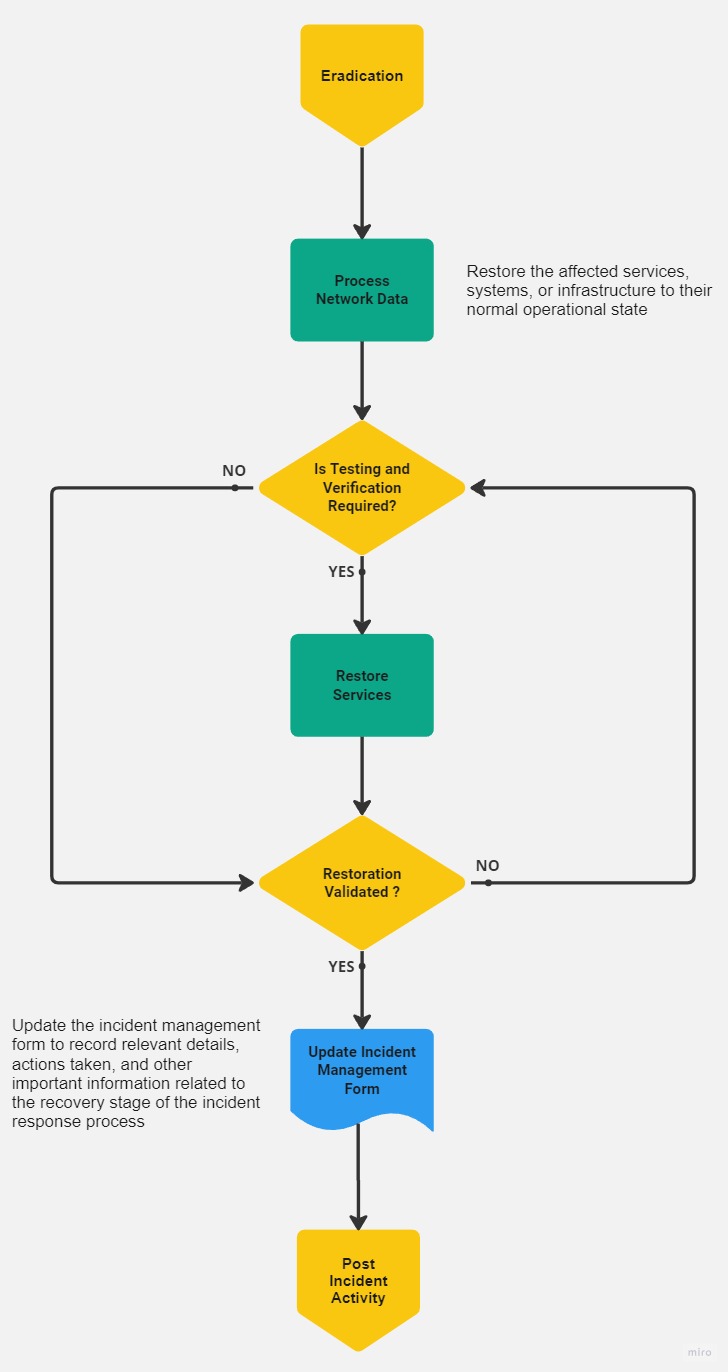 Eradication
Process
Network Data
Restore the affected services,
systems, or infrastructure to their
normal operational state
Is Testing and
Verification
Required?
NO
YES
Restore
Services
Restoration
Validated ?
NO
YES
Update the incident management
form to record relevant details,
actions taken, and other
important information related to
the recovery stage of the incident
response process
Update Incident
Management
Form
Post
Incident
Activity
miro